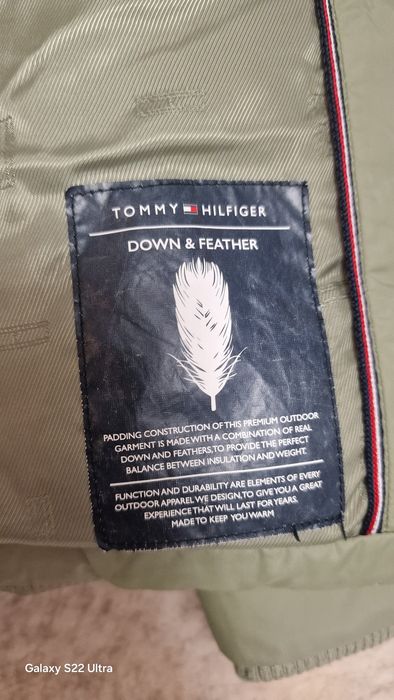 TOMMY HILFIGER
DOWN & FEATHER
PADDING CONSTRUCTION OF THIS PREMIUM OUTDOOR
GARMENT IS MADE WITH A COMBINATION OF REAL
DOWN AND FEATHERS, TO PROVIDE THE PERFECT
BALANCE BETWEEN INSULATION AND WEIGHT.
FUNCTION AND DURABILITY ARE ELEMENTS OF EVERY
OUTDOOR APPAREL WE DESIGN, TO GIVE YOU A GREAT
EXPERIENCE THAT WILL LAST FOR YEARS.
MADE TO KEEP YOU WARM
Galaxy S22 Ultra